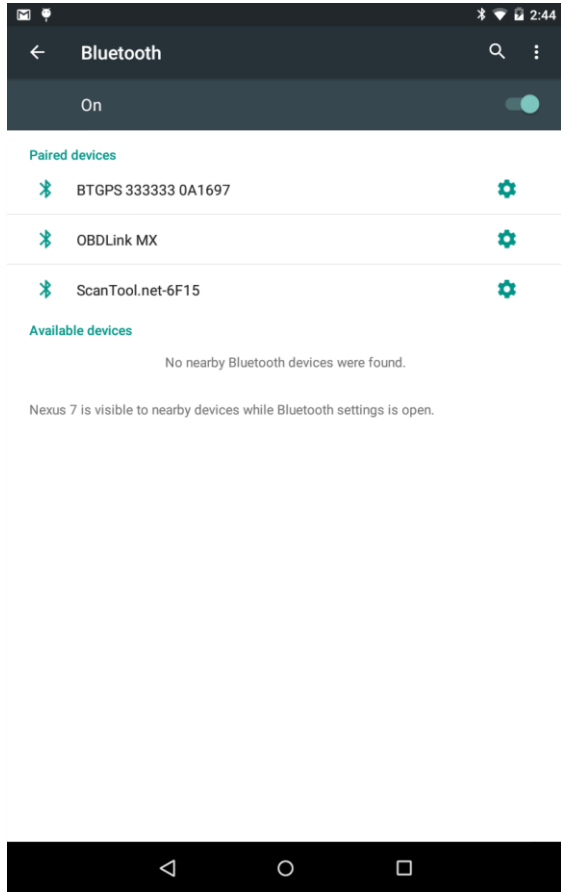 2:44
Bluetooth
On
Paired devices
BTGPS 333333 0A1697
OBDLink MX
ScanTool.net-6F15
Available devices
No nearby Bluetooth devices were found.
Nexus 7 is visible to nearby devices while Bluetooth settings is open.